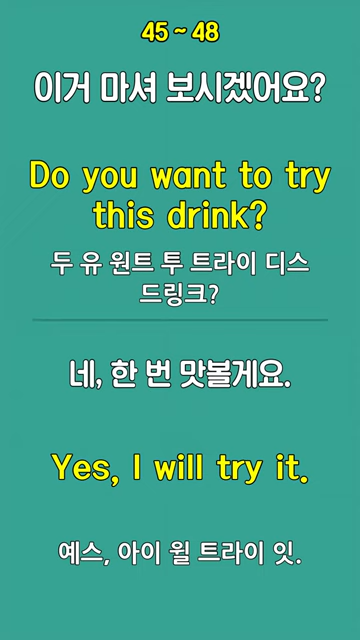 45 ~ 48
이거 마셔 보시겠어요?
Do you want to try
this drink?
두 유 원트 투 트라이 디스
드링크?
네, 한 번 맛볼게요.
Yes, I will try it.
예스, 아이 윌 트라이 잇.